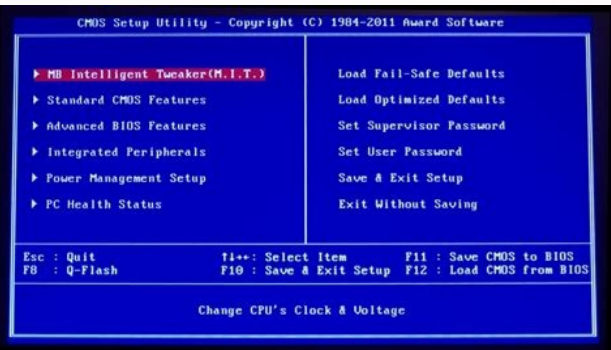 CMOS Setup Utility - Copyright (C) 1984-2011 Award Software
▶ MB Intelligent Tweaker(M.I.T.)
▶ Standard CMOS Features
▶ Advanced BIOS Features
▶ Integrated Peripherals
▶ Power Management Setup
▶ PC Health Status
Load Fail-Safe Defaults
Load Optimized Defaults
Set Supervisor Password
Set User Password
Save & Exit Setup
Exit Without Saving
Esc : Quit ↑↓→←: Select Item F11 : Save CMOS to BIOS
F8 : Q-Flash F10 : Save & Exit Setup F12 : Load CMOS from BIOS
Change CPU's Clock & Voltage